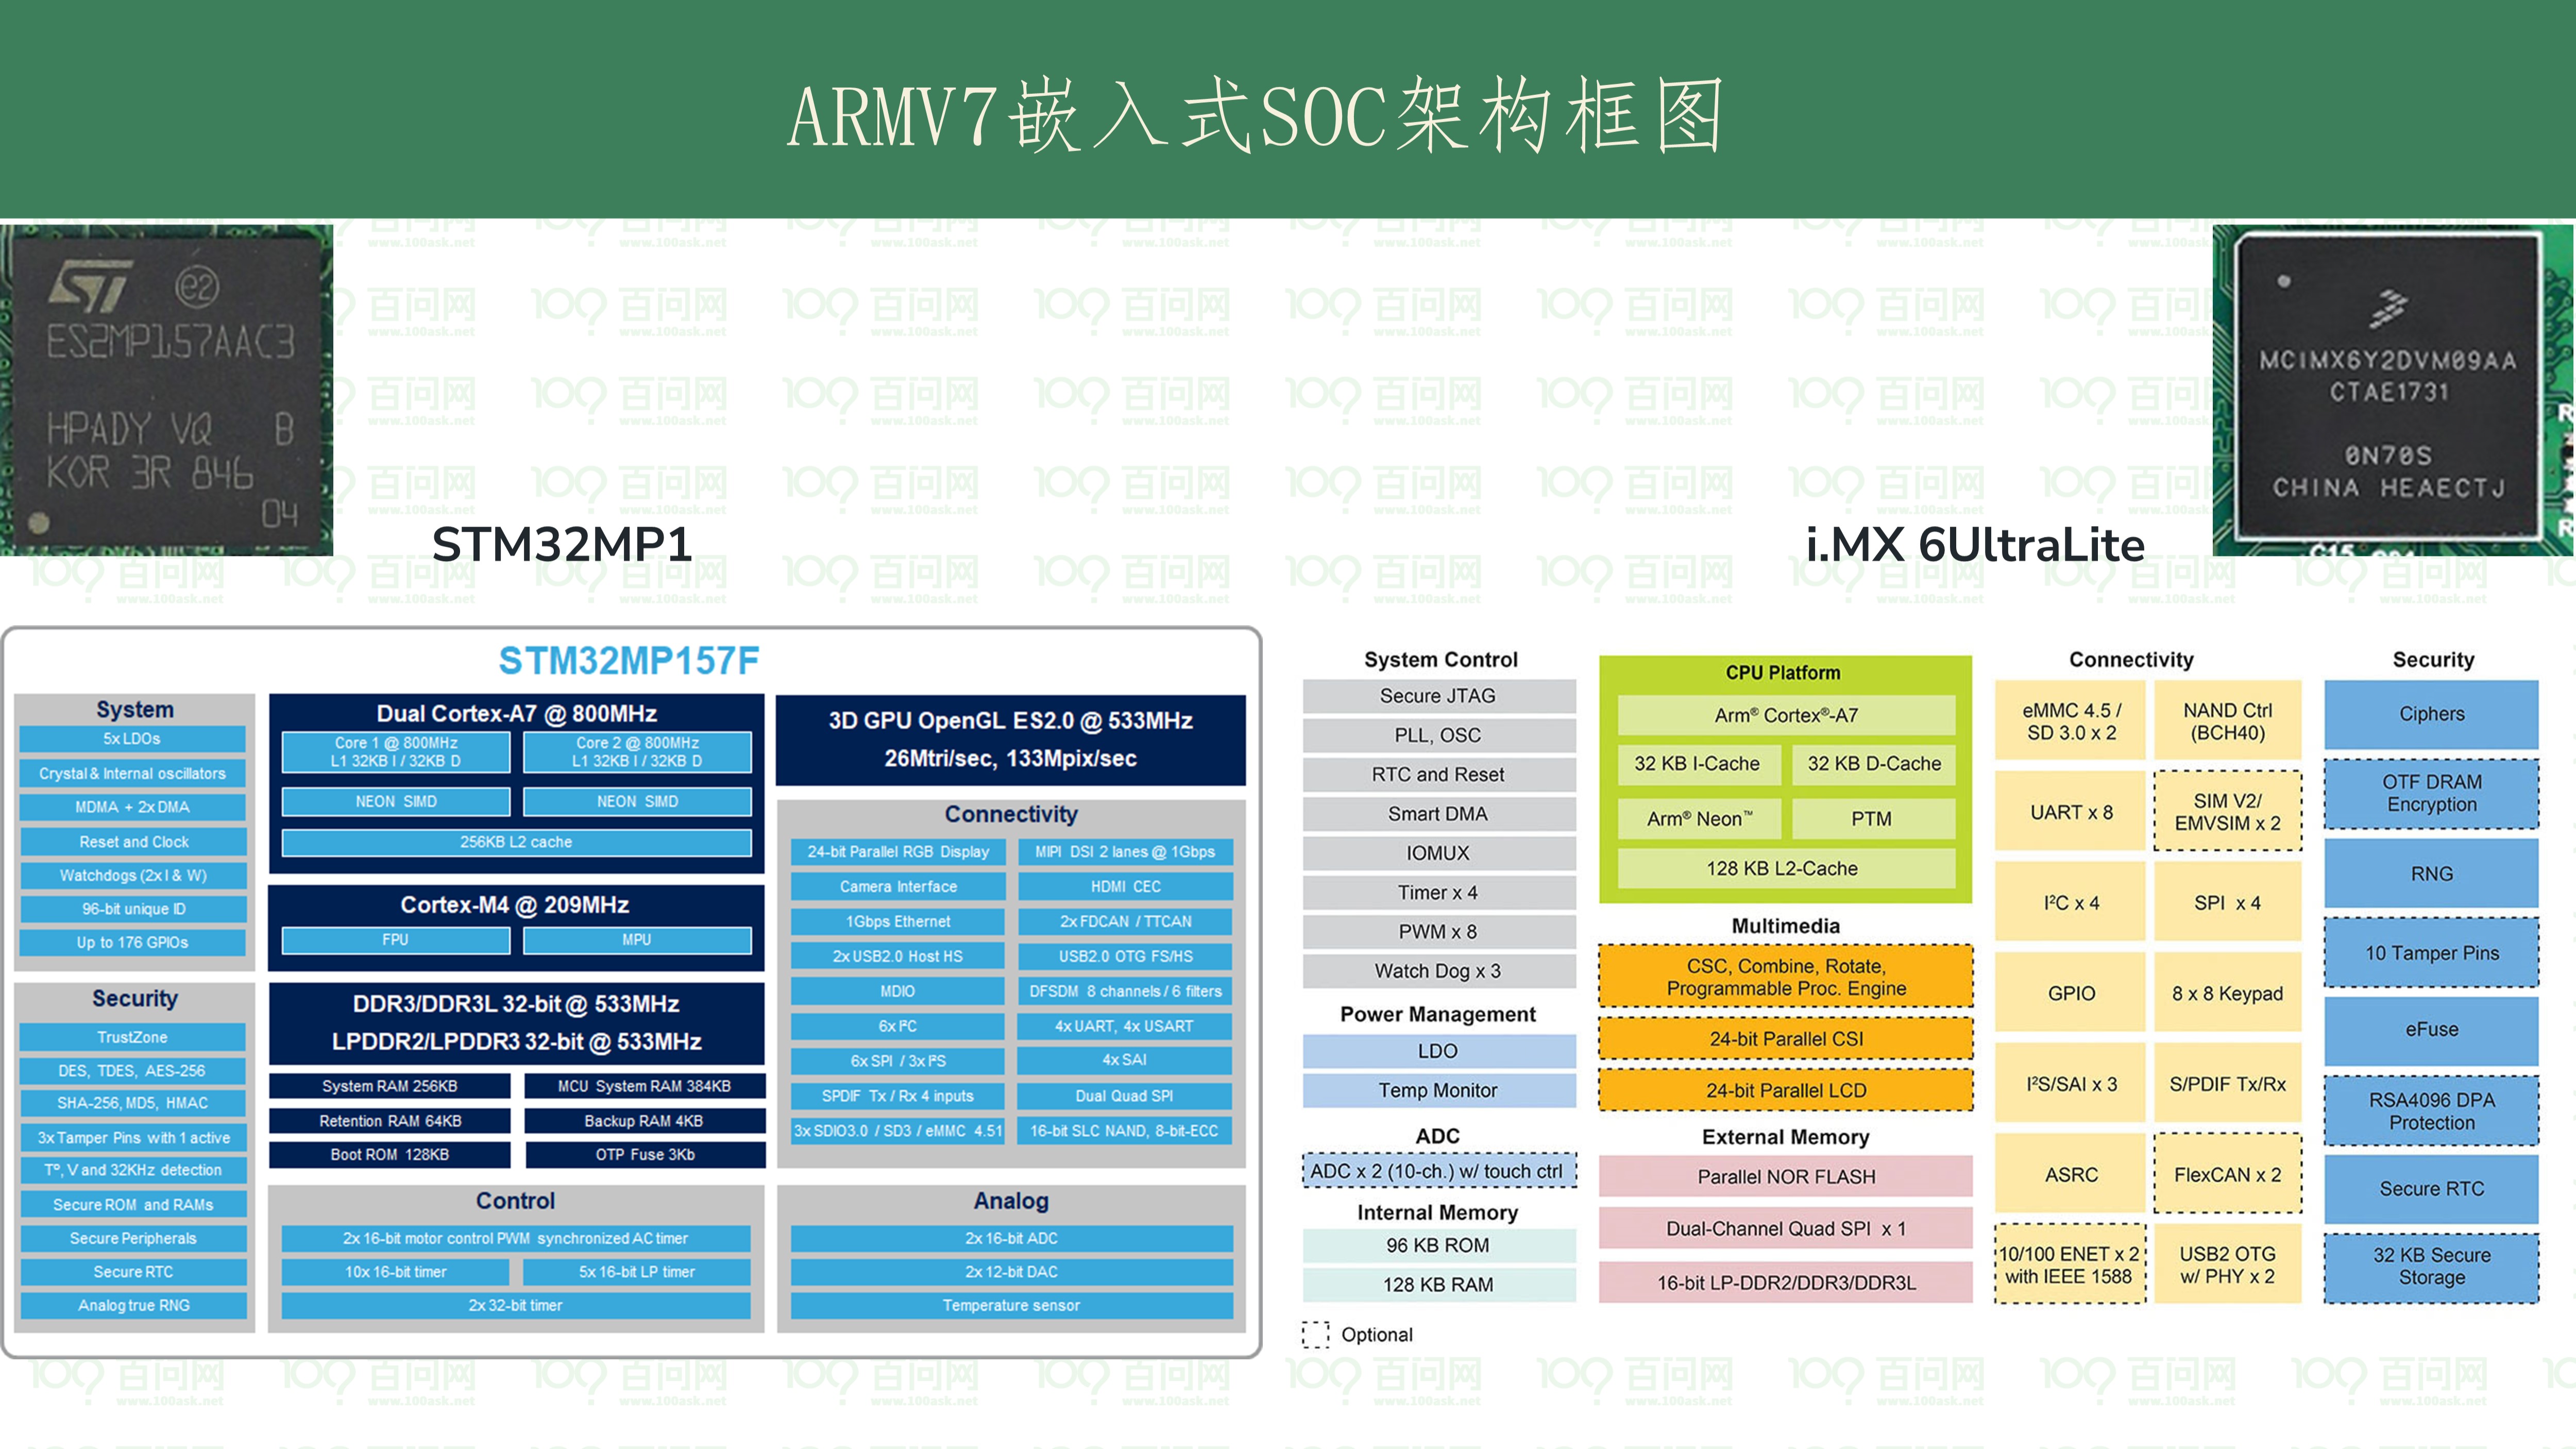 ARMV7嵌入式SOC架构框图
ST e2
ES2MP157AAC3
HPADY VQ B
KOR 3R 846
04
STM32MP1
i.MX 6UltraLite
MCIMX6Y2DVM09AA
CTAE1731
0N70S
CHINA HEAECTJ
STM32MP157F
System
5x LDOs
Crystal & Internal oscillators
MDMA + 2x DMA
Reset and Clock
Watchdogs (2x I & W)
96-bit unique ID
Up to 176 GPIOs
Security
TrustZone
DES, TDES, AES-256
SHA-256, MD5, HMAC
3x Tamper Pins with 1 active
T°, V and 32KHz detection
Secure ROM and RAMs
Secure Peripherals
Secure RTC
Analog true RNG
Dual Cortex-A7 @ 800MHz
Core 1 @ 800MHz
L1 32KB I / 32KB D
Core 2 @ 800MHz
L1 32KB I / 32KB D
NEON SIMD
NEON SIMD
256KB L2 cache
Cortex-M4 @ 209MHz
FPU
MPU
DDR3/DDR3L 32-bit @ 533MHz
LPDDR2/LPDDR3 32-bit @ 533MHz
System RAM 256KB
MCU System RAM 384KB
Retention RAM 64KB
Backup RAM 4KB
Boot ROM 128KB
OTP Fuse 3Kb
Control
2x 16-bit motor control PWM synchronized AC timer
10x 16-bit timer
5x 16-bit LP timer
2x 32-bit timer
3D GPU OpenGL ES2.0 @ 533MHz
26Mtri/sec, 133Mpix/sec
Connectivity
24-bit Parallel RGB Display
MIPI DSI 2 lanes @ 1Gbps
Camera Interface
HDMI CEC
1Gbps Ethernet
2x FDCAN / TTCAN
2x USB2.0 Host HS
USB2.0 OTG FS/HS
MDIO
DFSDM 8 channels / 6 filters
6x I²C
4x UART, 4x USART
6x SPI / 3x I²S
4x SAI
SPDIF Tx / Rx 4 inputs
Dual Quad SPI
3x SDIO3.0 / SD3 / eMMC 4.51
16-bit SLC NAND, 8-bit-ECC
Analog
2x 16-bit ADC
2x 12-bit DAC
Temperature sensor
System Control
Secure JTAG
PLL, OSC
RTC and Reset
Smart DMA
IOMUX
Timer x 4
PWM x 8
Watch Dog x 3
Power Management
LDO
Temp Monitor
ADC
ADC x 2 (10-ch.) w/ touch ctrl
Internal Memory
96 KB ROM
128 KB RAM
Optional
CPU Platform
Arm® Cortex®-A7
32 KB I-Cache
32 KB D-Cache
Arm® Neon™
PTM
128 KB L2-Cache
Multimedia
CSC, Combine, Rotate,
Programmable Proc. Engine
24-bit Parallel CSI
24-bit Parallel LCD
External Memory
Parallel NOR FLASH
Dual-Channel Quad SPI x 1
16-bit LP-DDR2/DDR3/DDR3L
Connectivity
eMMC 4.5 /
SD 3.0 x 2
NAND Ctrl
(BCH40)
UART x 8
SIM V2/
EMVSIM x 2
I²C x 4
SPI x 4
GPIO
8 x 8 Keypad
I²S/SAI x 3
S/PDIF Tx/Rx
ASRC
FlexCAN x 2
10/100 ENET x 2
with IEEE 1588
USB2 OTG
w/ PHY x 2
Security
Ciphers
OTF DRAM
Encryption
RNG
10 Tamper Pins
eFuse
RSA4096 DPA
Protection
Secure RTC
32 KB Secure
Storage
百问网
www.100ask.net